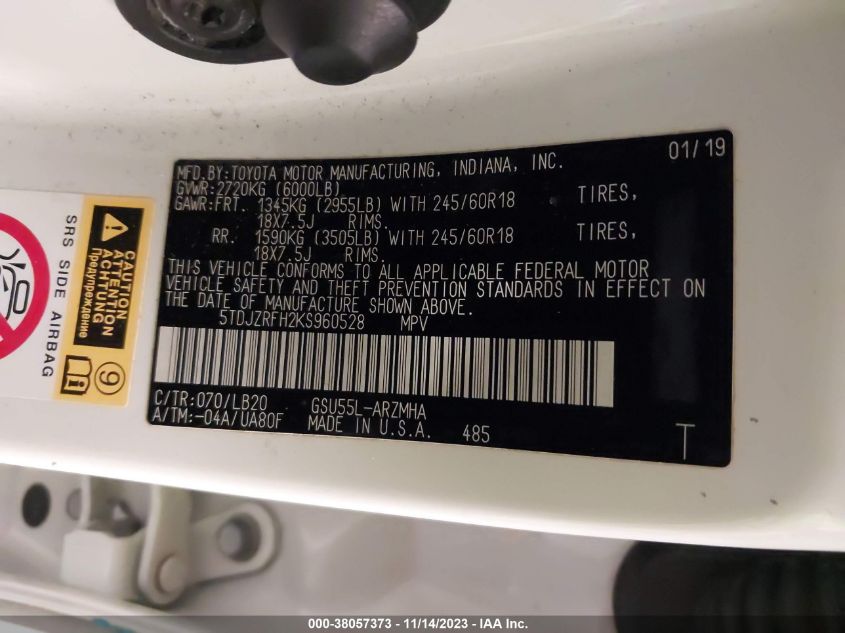 MFD.BY:TOYOTA MOTOR MANUFACTURING, INDIANA, INC. 01/19
GVWR:2720KG (6000LB)
GAWR:FRT. 1345KG (2955LB) WITH 245/60R18 TIRES,
18X7.5J RIMS.
RR. 1590KG (3505LB) WITH 245/60R18 TIRES,
18X7.5J RIMS.
THIS VEHICLE CONFORMS TO ALL APPLICABLE FEDERAL MOTOR
VEHICLE SAFETY AND THEFT PREVENTION STANDARDS IN EFFECT ON
THE DATE OF MANUFACTURE SHOWN ABOVE.
5TDJZRFH2KS960528 MPV
C/TR:070/LB20 GSU55L-ARZMHA
A/TM:-04A/UA80F MADE IN U.S.A. 485 T
SRS SIDE AIRBAG
CAUTION
ATTENTION
ACHTUNG
Предупреждение
9
000-38057373 - 11/14/2023 - IAA Inc.